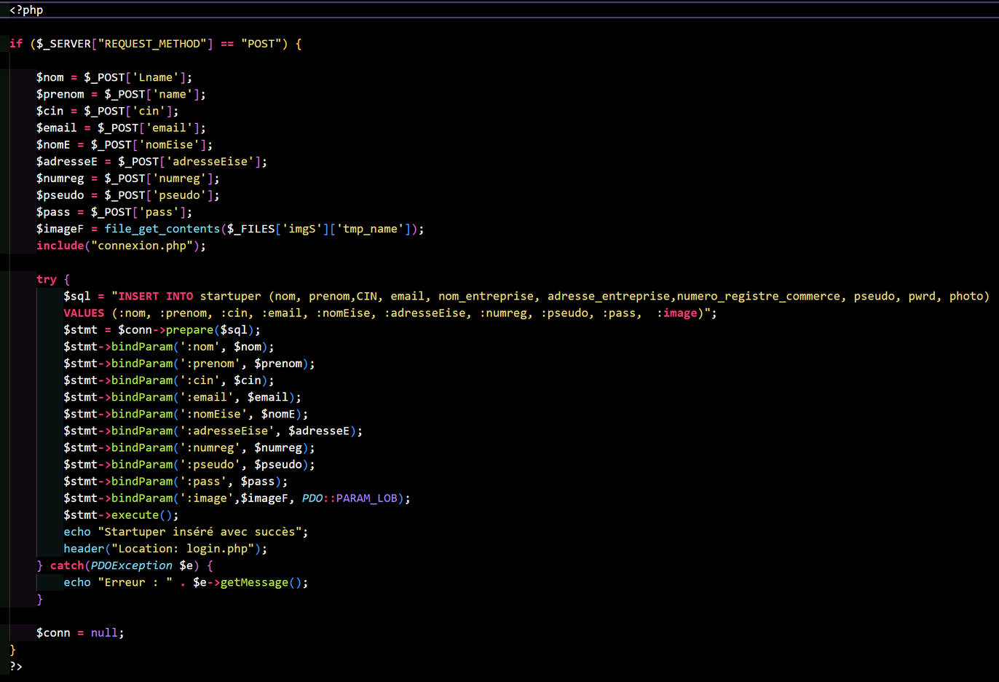 <?php
if ($_SERVER["REQUEST_METHOD"] == "POST") {
$nom = $_POST['Lname'];
$prenom = $_POST['name'];
$cin = $_POST['cin'];
$email = $_POST['email'];
$nomE = $_POST['nomEise'];
$adresseE = $_POST['adresseEise'];
$numreg = $_POST['numreg'];
$pseudo = $_POST['pseudo'];
$pass = $_POST['pass'];
$imageF = file_get_contents($_FILES['imgS']['tmp_name']);
include("connexion.php");
try {
$sql = "INSERT INTO startuper (nom, prenom,CIN, email, nom_entreprise, adresse_entreprise,numero_registre_commerce, pseudo, pwrd, photo)
VALUES (:nom, :prenom, :cin, :email, :nomEise, :adresseEise, :numreg, :pseudo, :pass,  :image)";
$stmt = $conn->prepare($sql);
$stmt->bindParam(':nom', $nom);
$stmt->bindParam(':prenom', $prenom);
$stmt->bindParam(':cin', $cin);
$stmt->bindParam(':email', $email);
$stmt->bindParam(':nomEise', $nomE);
$stmt->bindParam(':adresseEise', $adresseE);
$stmt->bindParam(':numreg', $numreg);
$stmt->bindParam(':pseudo', $pseudo);
$stmt->bindParam(':pass', $pass);
$stmt->bindParam(':image',$imageF, PDO::PARAM_LOB);
$stmt->execute();
echo "Startuper inséré avec succès";
header("Location: login.php");
} catch(PDOException $e) {
echo "Erreur : " . $e->getMessage();
}
$conn = null;
}
?>